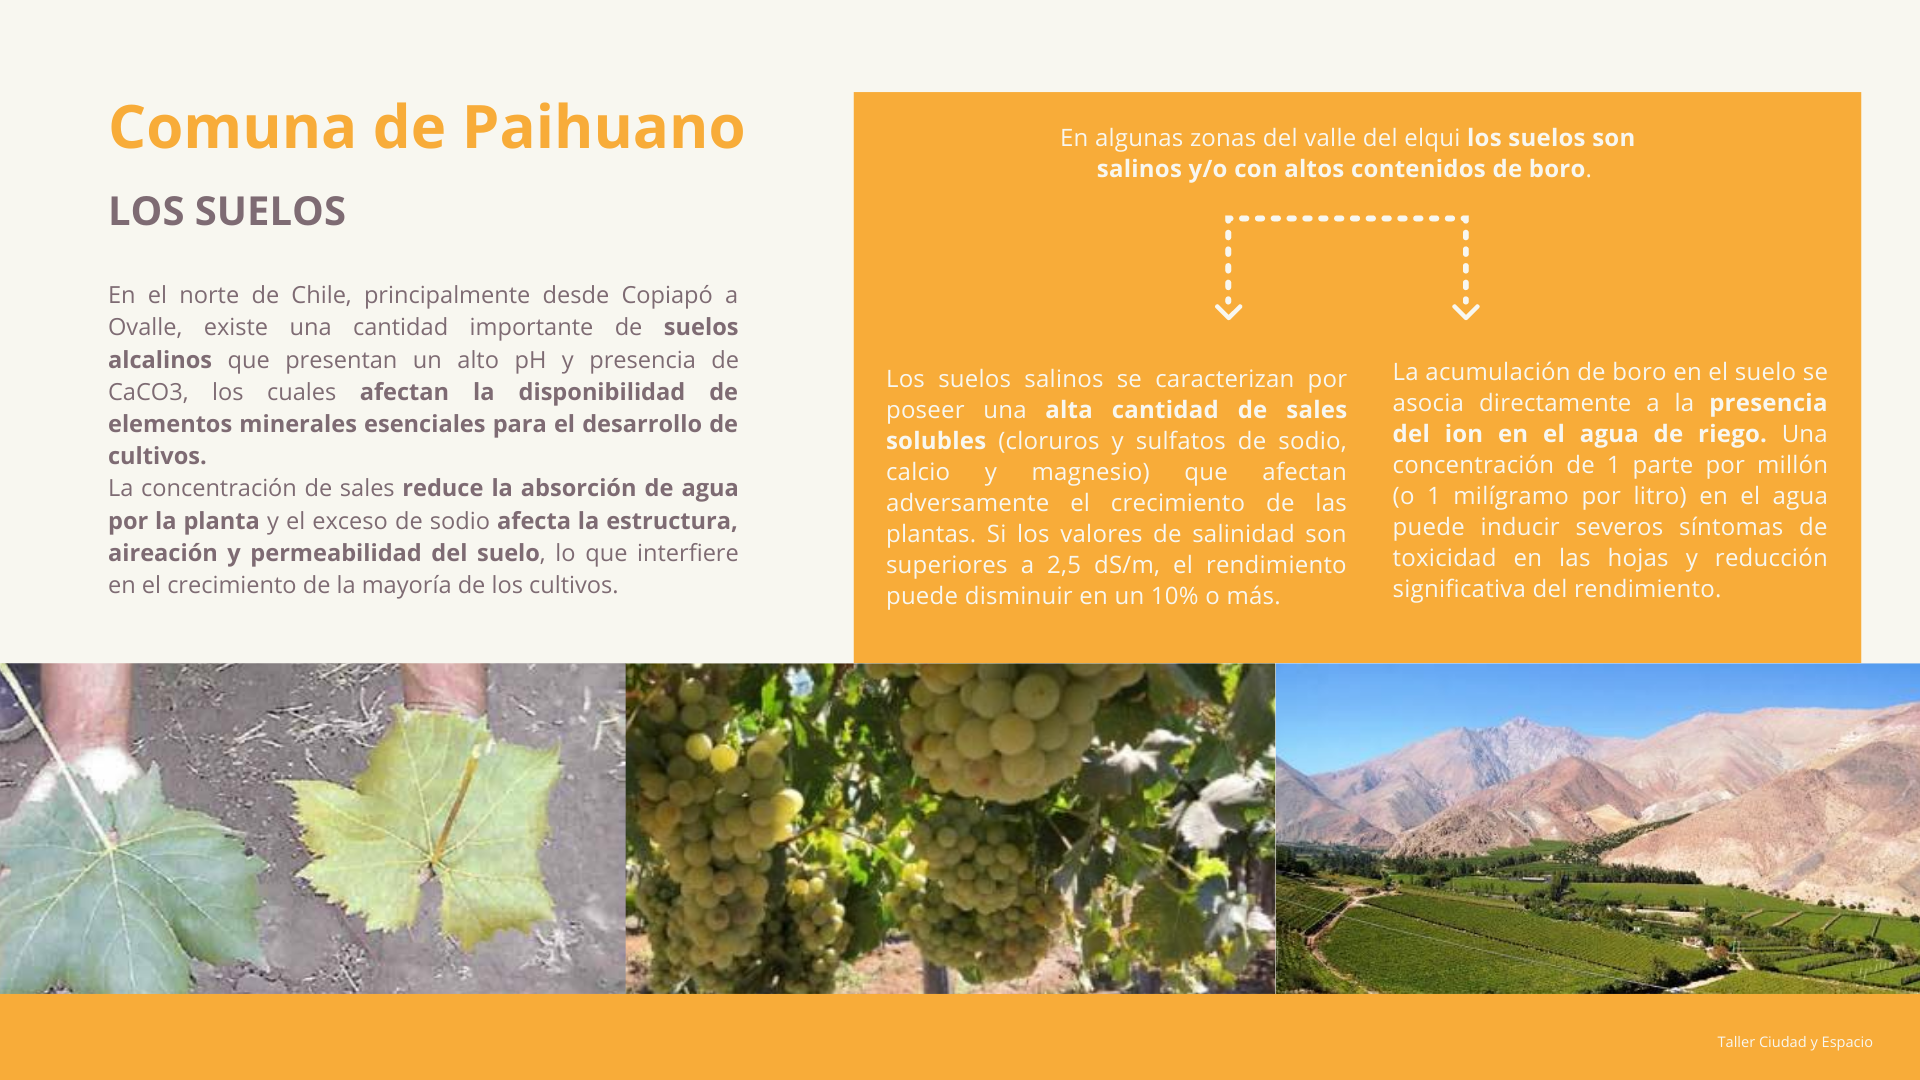 Comuna de Paihuano
LOS SUELOS
En el norte de Chile, principalmente desde Copiapó a
Ovalle, existe una cantidad importante de suelos
alcalinos que presentan un alto pH y presencia de
CaCO3, los cuales afectan la disponibilidad de
elementos minerales esenciales para el desarrollo de
cultivos.
La concentración de sales reduce la absorción de agua
por la planta y el exceso de sodio afecta la estructura,
aireación y permeabilidad del suelo, lo que interfiere
en el crecimiento de la mayoría de los cultivos.
En algunas zonas del valle del elqui los suelos son
salinos y/o con altos contenidos de boro.
Los suelos salinos se caracterizan por
poseer una alta cantidad de sales
solubles (cloruros y sulfatos de sodio,
calcio y magnesio) que afectan
adversamente el crecimiento de las
plantas. Si los valores de salinidad son
superiores a 2,5 dS/m, el rendimiento
puede disminuir en un 10% o más.
La acumulación de boro en el suelo se
asocia directamente a la presencia
del ion en el agua de riego. Una
concentración de 1 parte por millón
(o 1 milígramo por litro) en el agua
puede inducir severos síntomas de
toxicidad en las hojas y reducción
significativa del rendimiento.
Taller Ciudad y Espacio